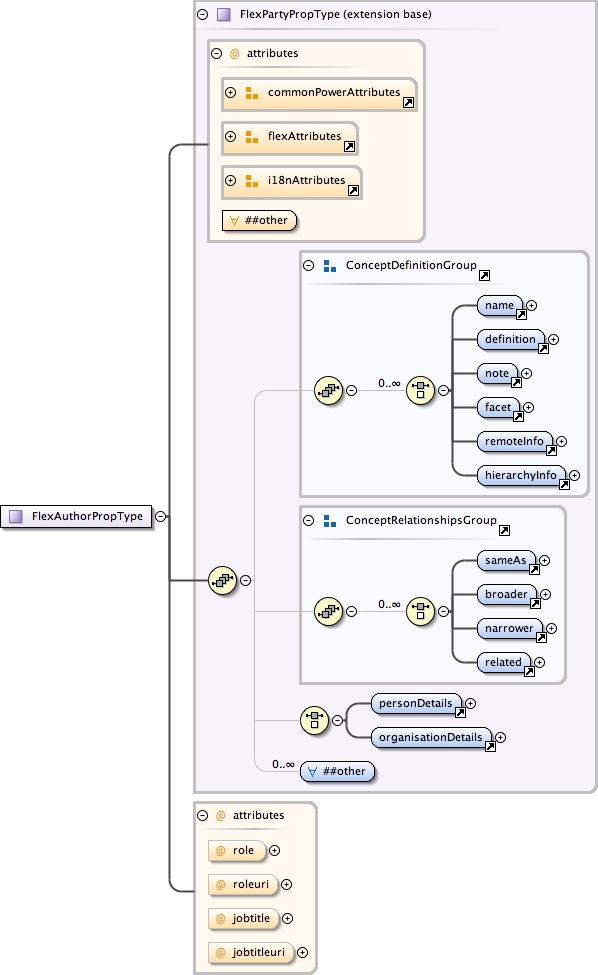 FlexPartyPropType (extension base)
@ attributes
commonPowerAttributes
flexAttributes
i18nAttributes
##other
ConceptDefinitionGroup
name
definition
0..∞
note
facet
remoteInfo
hierarchyInfo
FlexAuthorPropType
ConceptRelationshipsGroup
sameAs
broader
0..∞
narrower
related
personDetails
organisationDetails
0..∞
##other
@ attributes
@ role
@ roleuri
@ jobtitle
@ jobtitleuri